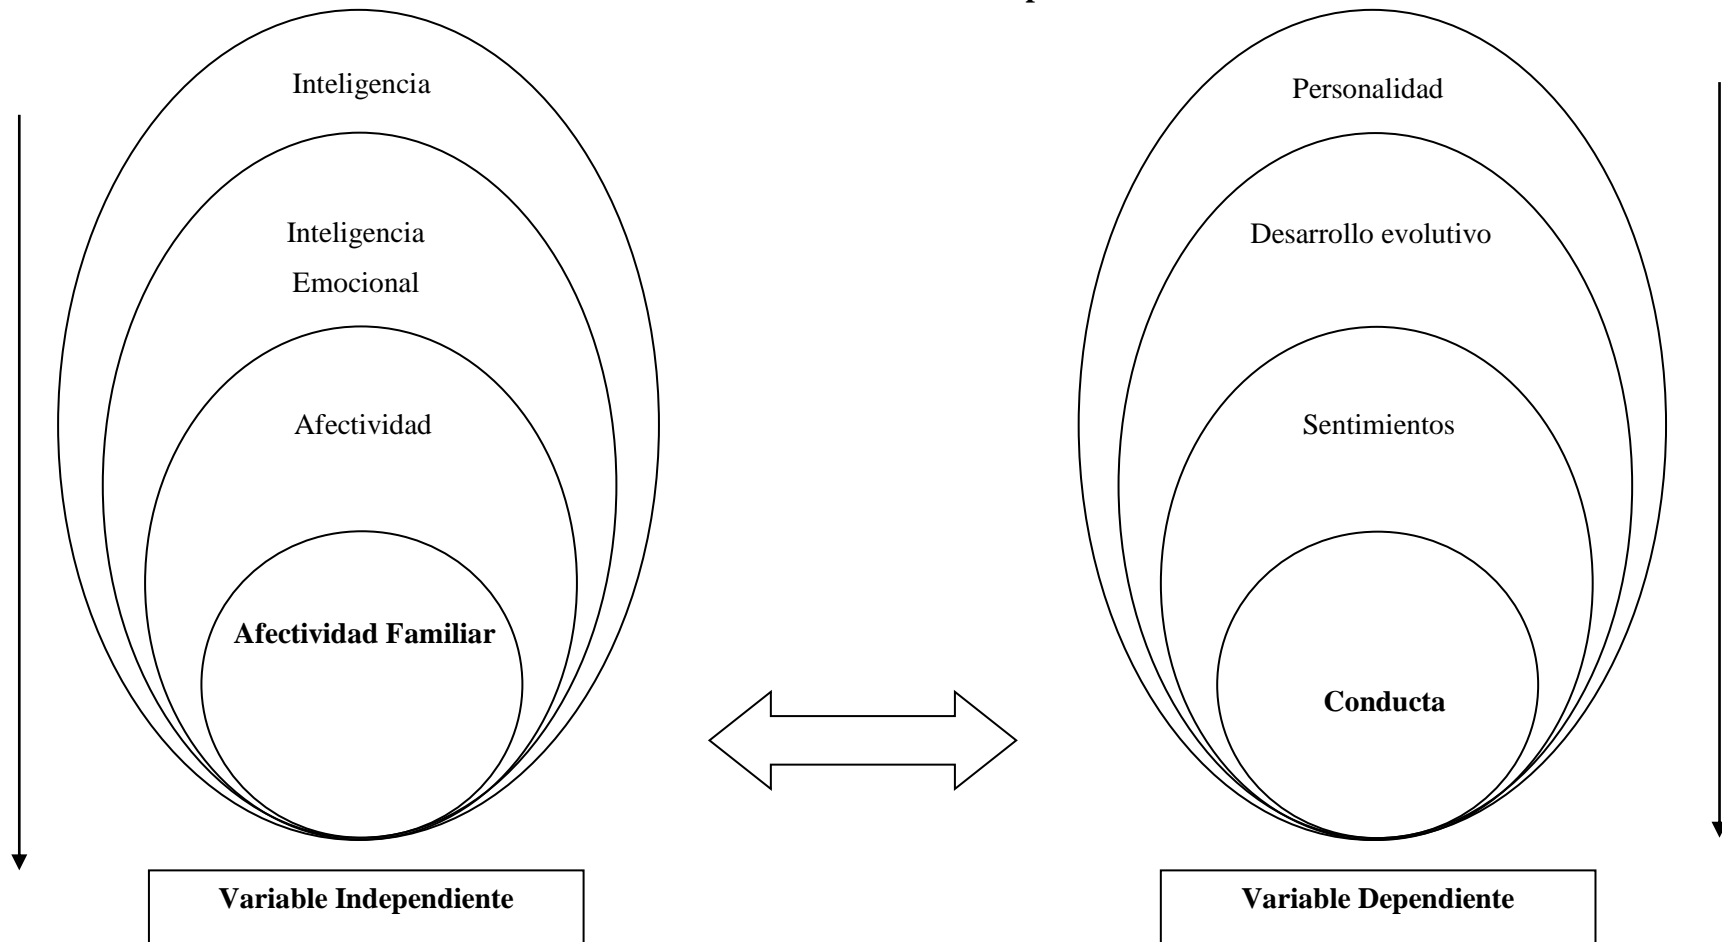 Inteligencia
Inteligencia
Emocional
Afectividad
Afectividad Familiar
Variable Independiente
Personalidad
Desarrollo evolutivo
Sentimientos
Conducta
Variable Dependiente